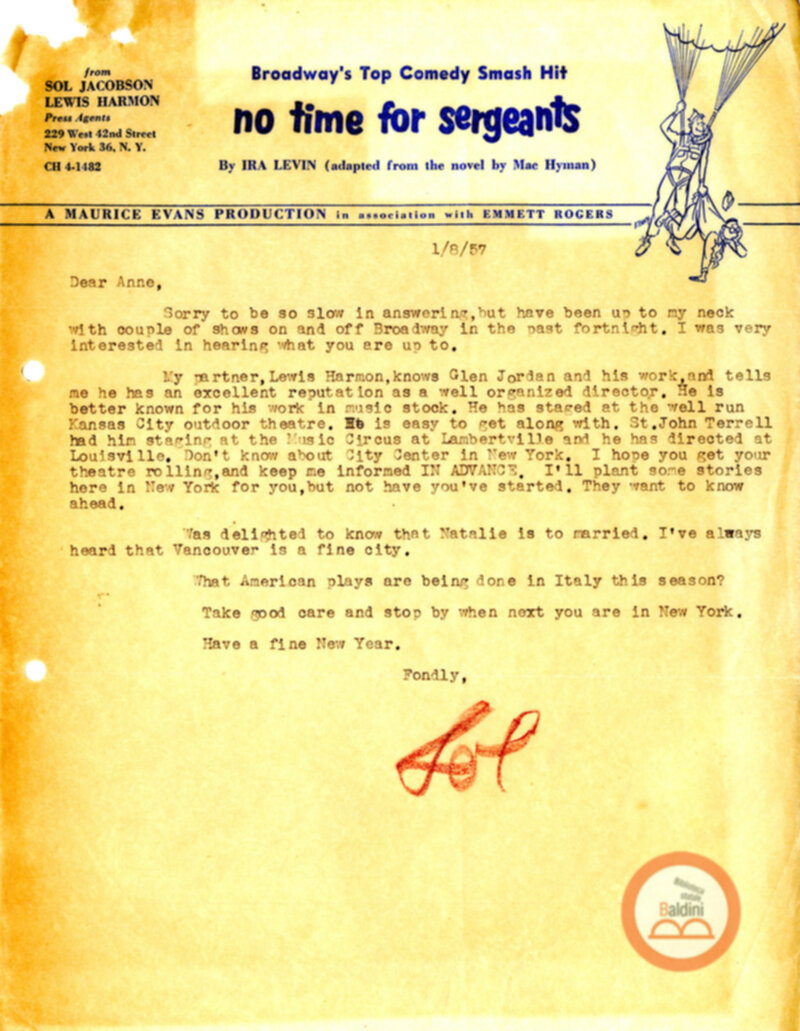 from
SOL JACOBSON
LEWIS HARMON
Press Agents
229 West 42nd Street
New York 36, N. Y.
CH 4-1482
Broadway's Top Comedy Smash Hit
no time for sergeants
By IRA LEVIN (adapted from the novel by Mac Hyman)
A MAURICE EVANS PRODUCTION in association with EMMETT ROGERS
1/8/57
Dear Anne,
Sorry to be so slow in answering,but have been up to my neck
with couple of shows on and off Broadway in the past fortnight. I was very
interested in hearing what you are up to.
My partner,Lewis Harmon,knows Glen Jordan and his work,and tells
me he has an excellent reputation as a well organized director. He is
better known for his work in music stock. He has staged at the well run
Kansas City outdoor theatre. He is easy to get along with. St.John Terrell
had him staging at the Music Circus at Lambertville and he has directed at
Louisville. Don't know about City Center in New York. I hope you get your
theatre rolling,and keep me informed IN ADVANCE. I'll plant some stories
here in New York for you,but not have you've started. They want to know
ahead.
Was delighted to know that Natalie is to married. I've always
heard that Vancouver is a fine city.
What American plays are being done in Italy this season?
Take good care and stop by when next you are in New York.
Have a fine New Year.
Fondly,
Sol
Biblioteca
statale
Baldini